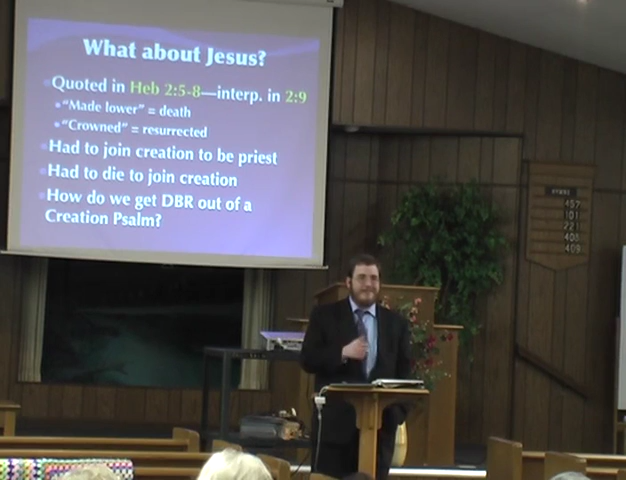 What about Jesus?
Quoted in Heb 2:5-8—interp. in 2:9
"Made lower" = death
"Crowned" = resurrected
Had to join creation to be priest
Had to die to join creation
How do we get DBR out of a
Creation Psalm?
HYMNS
457
101
221
408
409